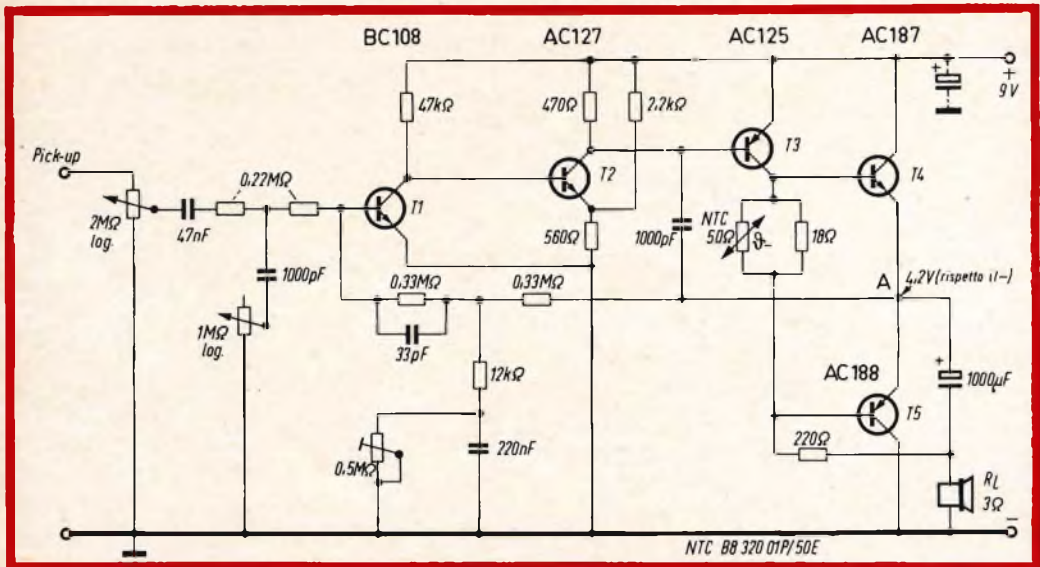 BC108
AC127
AC125
AC187
47kΩ
470Ω
2.2kΩ
+
+
9V
Pick-up
T3
0.22MΩ
T1
T2
T4
2MΩ
log.
47nF
560Ω
1000pF
NTC
50Ω
ϑ-
18Ω
1000pF
0.33MΩ
0.33MΩ
A
4.2V (rispetto il-)
1MΩ
log.
33pF
+
12kΩ
AC188
1000µF
T5
0.5MΩ
220nF
220Ω
RL
3Ω
-
NTC B8 320 01P/50E